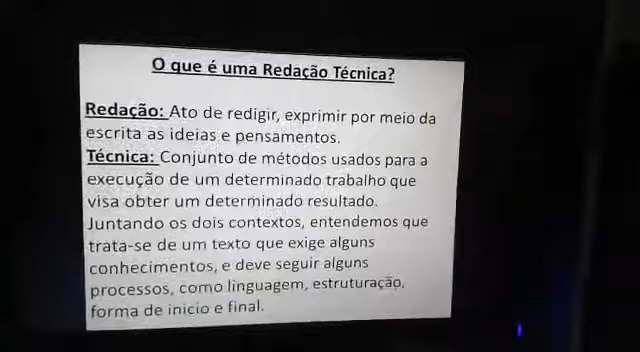 O que é uma Redação Técnica?
Redação: Ato de redigir, exprimir por meio da
escrita as ideias e pensamentos.
Técnica: Conjunto de métodos usados para a
execução de um determinado trabalho que
visa obter um determinado resultado.
Juntando os dois contextos, entendemos que
trata-se de um texto que exige alguns
conhecimentos, e deve seguir alguns
processos, como linguagem, estruturação,
forma de inicio e final.